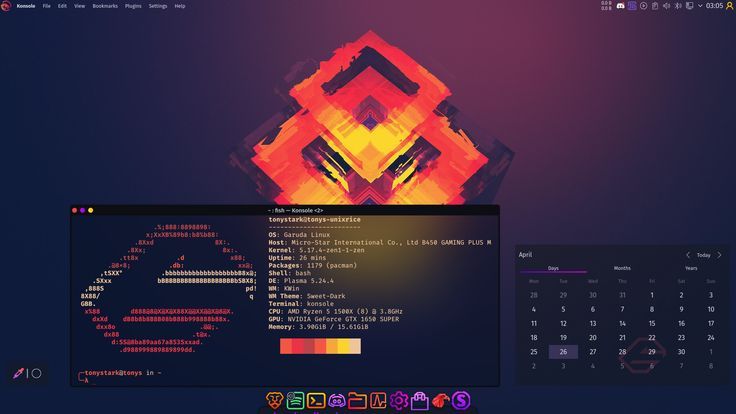 Konsole File Edit View Bookmarks Plugins Settings Help
0.0 B
0.0 B
03:05
~ : fish — Konsole <2>
tonystark@tonys-unixrice
------------------------
OS: Garuda Linux
Host: Micro-Star International Co., Ltd B450 GAMING PLUS M
Kernel: 5.17.4-zen1-1-zen
Uptime: 26 mins
Packages: 1179 (pacman)
Shell: bash
DE: Plasma 5.24.4
WM: KWin
WM Theme: Sweet-Dark
Terminal: konsole
CPU: AMD Ryzen 5 1500X (8) @ 3.8GHz
GPU: NVIDIA GeForce GTX 1650 SUPER
Memory: 3.90GiB / 15.61GiB
tonystark@tonys in ~
λ
April
Today
Days Months Years
Mon Tue Wed Thu Fri Sat Sun
28 29 30 31 1 2 3
4 5 6 7 8 9 10
11 12 13 14 15 16 17
18 19 20 21 22 23 24
25 26 27 28 29 30 1
2 3 4 5 6 7 8